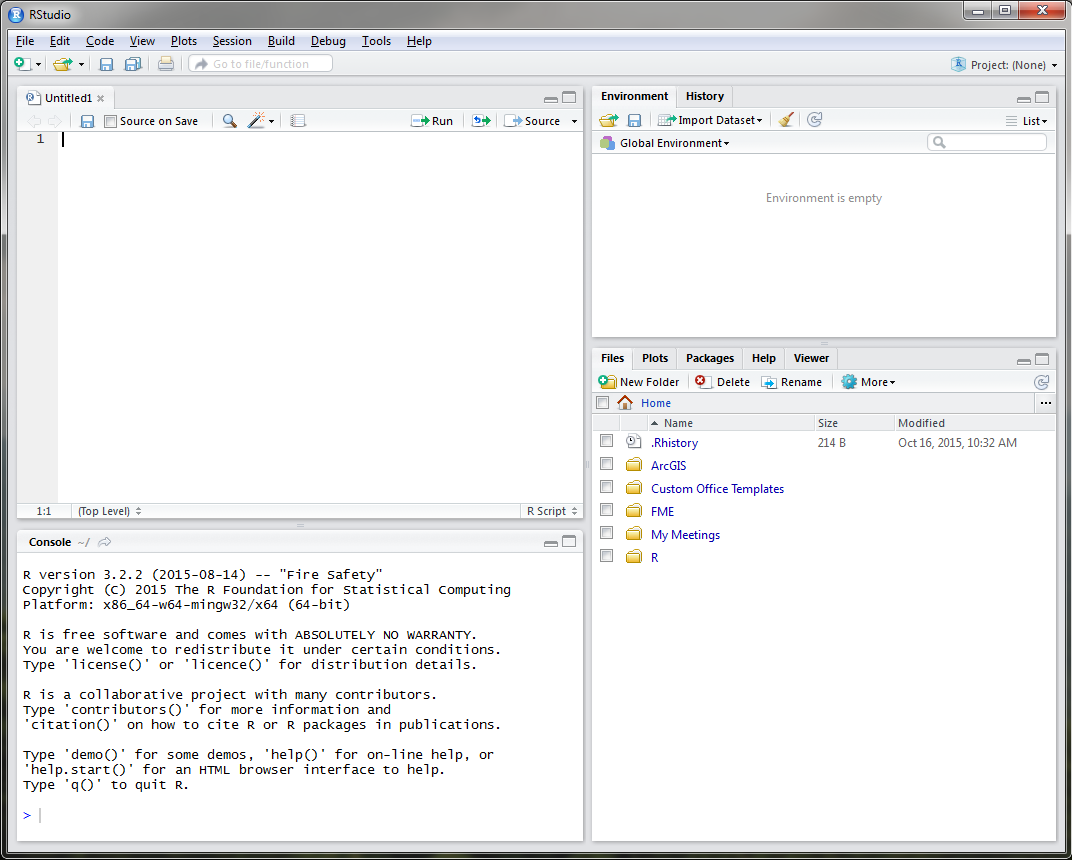 RStudio
File Edit Code View Plots Session Build Debug Tools Help
Go to file/function
Project: (None)
Untitled1
Source on Save
Run
Source
1
1:1
(Top Level)
R Script
Console ~/
R version 3.2.2 (2015-08-14) -- "Fire Safety"
Copyright (C) 2015 The R Foundation for Statistical Computing
Platform: x86_64-w64-mingw32/x64 (64-bit)
R is free software and comes with ABSOLUTELY NO WARRANTY.
You are welcome to redistribute it under certain conditions.
Type 'license()' or 'licence()' for distribution details.
R is a collaborative project with many contributors.
Type 'contributors()' for more information and
'citation()' on how to cite R or R packages in publications.
Type 'demo()' for some demos, 'help()' for on-line help, or
'help.start()' for an HTML browser interface to help.
Type 'q()' to quit R.
>
Environment History
Import Dataset
List
Global Environment
Environment is empty
Files Plots Packages Help Viewer
New Folder Delete Rename More
Home
...
Name Size Modified
.Rhistory 214 B Oct 16, 2015, 10:32 AM
ArcGIS
Custom Office Templates
FME
My Meetings
R